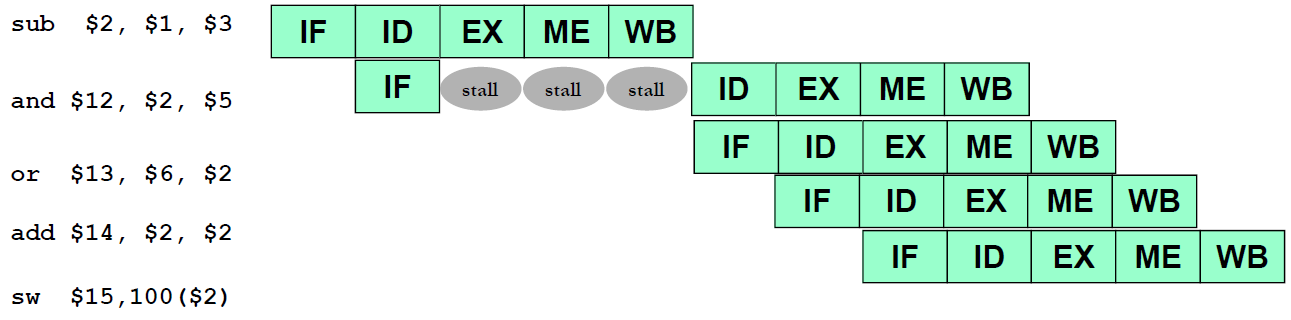 sub $2, $1, $3 IF ID EX ME WB
and $12, $2, $5 IF stall stall stall ID EX ME WB
or $13, $6, $2 IF ID EX ME WB
add $14, $2, $2 IF ID EX ME WB
sw $15,100($2) IF ID EX ME WB